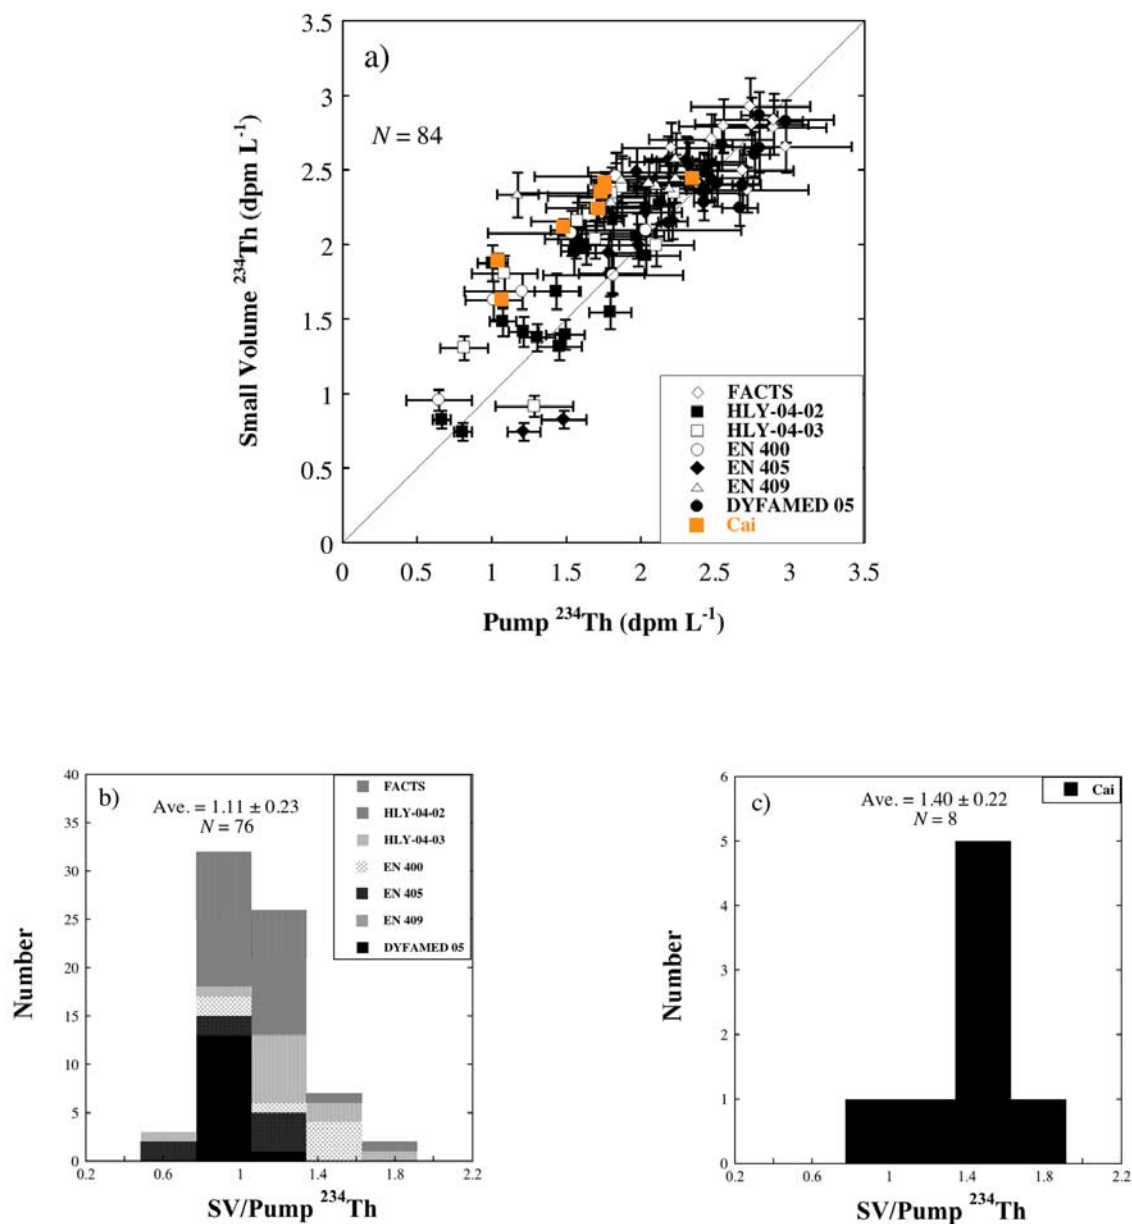 a)
N = 84
Small Volume ²³⁴Th (dpm L⁻¹)
3.5
3
2.5
2
1.5
1
0.5
0
FACTS
HLY-04-02
HLY-04-03
EN 400
EN 405
EN 409
DYFAMED 05
Cai
0 0.5 1 1.5 2 2.5 3 3.5
Pump ²³⁴Th (dpm L⁻¹)
b)
Ave. = 1.11 ± 0.23
N = 76
FACTS
HLY-04-02
HLY-04-03
EN 400
EN 405
EN 409
DYFAMED 05
Number
40
35
30
25
20
15
10
5
0
0.2 0.6 1 1.4 1.8 2.2
SV/Pump ²³⁴Th
c)
Ave. = 1.40 ± 0.22
N = 8
Cai
Number
6
5
4
3
2
1
0
0.2 0.6 1 1.4 1.8 2.2
SV/Pump ²³⁴Th